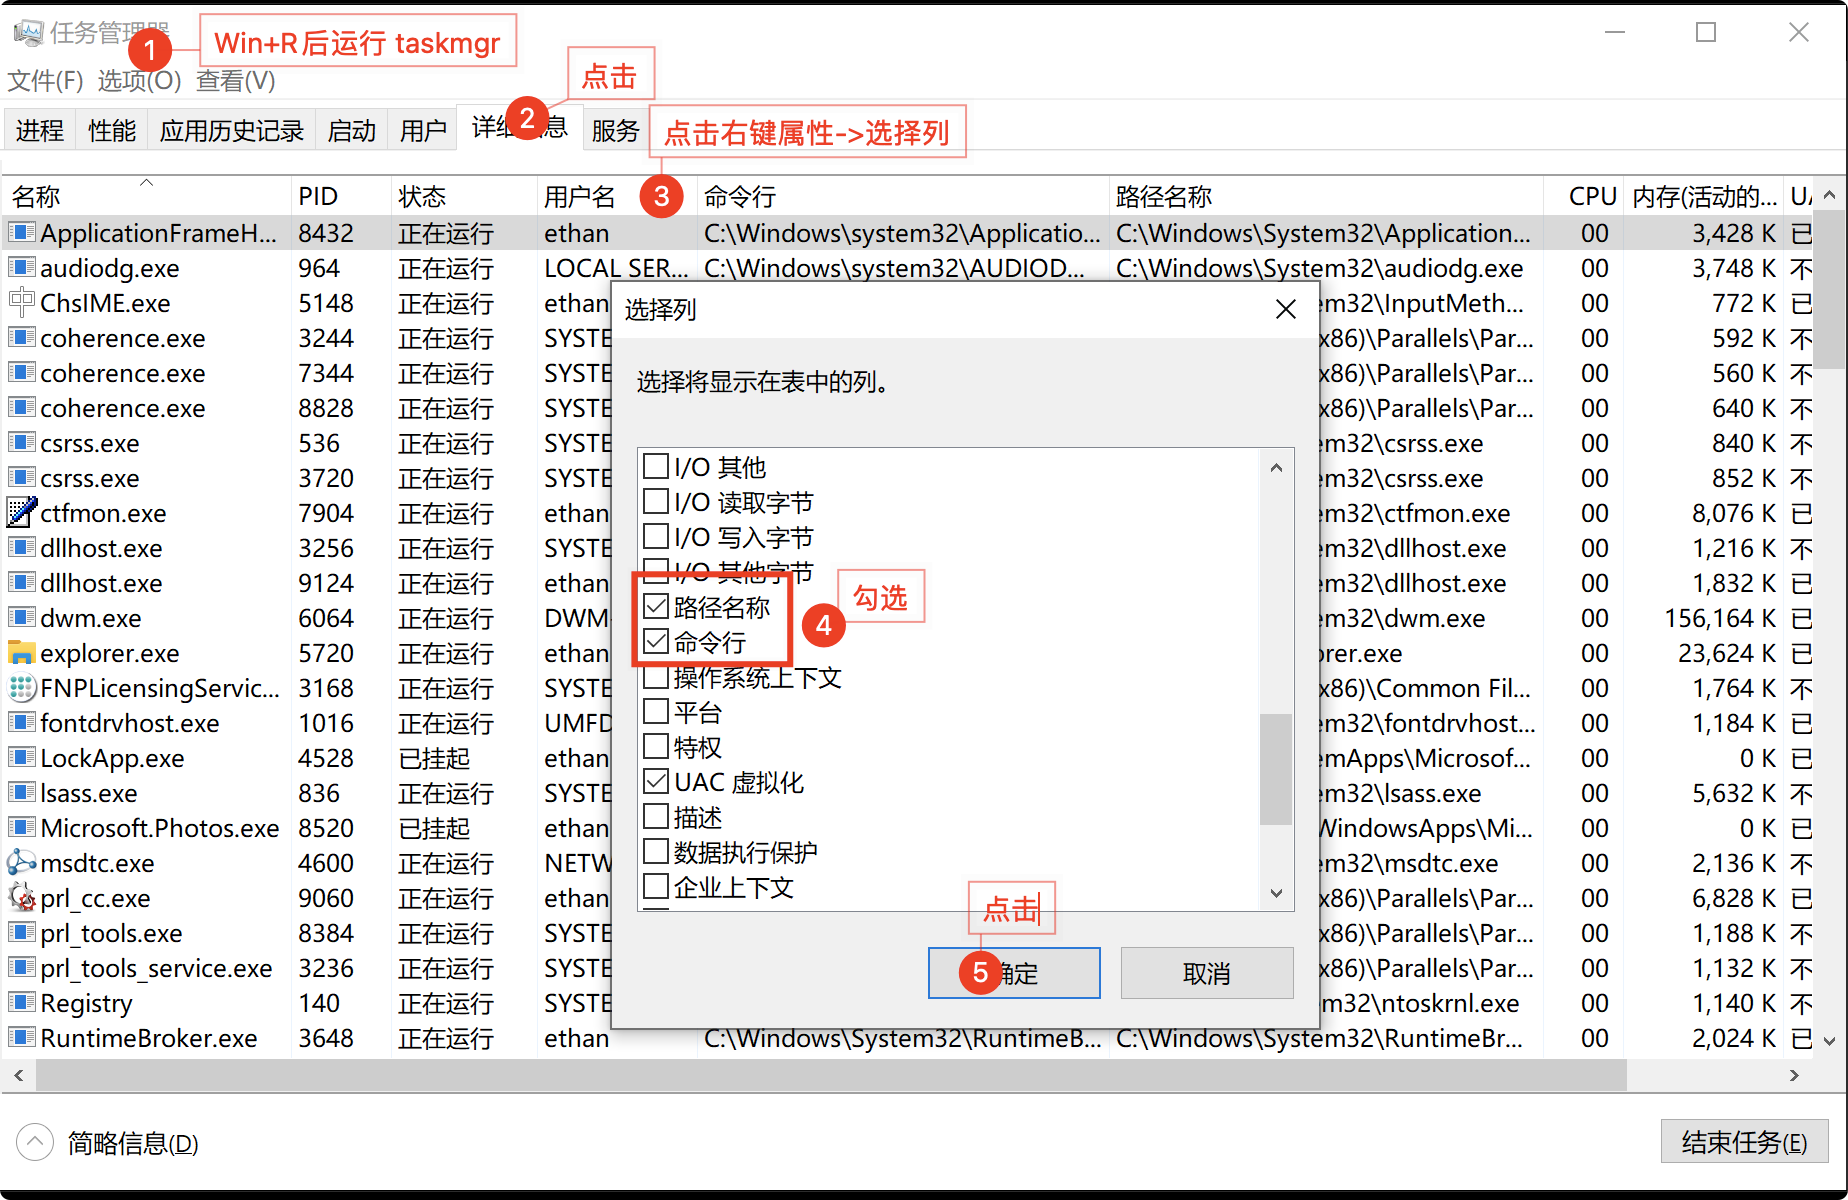 任务管理器
1
Win+R后运行 taskmgr
文件(F) 选项(O) 查看(V)
点击
进程 性能 应用历史记录 启动 用户 详细信息 服务
2
点击右键属性->选择列
3
名称 PID 状态 用户名 命令行 路径名称 CPU 内存(活动的... UA
ApplicationFrameH... 8432 正在运行 ethan C:\Windows\system32\Applicatio... C:\Windows\System32\Application... 00 3,428 K 已
audiodg.exe 964 正在运行 LOCAL SER... C:\Windows\system32\AUDIOD... C:\Windows\System32\audiodg.exe 00 3,748 K 不
ChsIME.exe 5148 正在运行 ethan em32\InputMeth... 00 772 K 已
coherence.exe 3244 正在运行 SYSTE x86)\Parallels\Par... 00 592 K 不
coherence.exe 7344 正在运行 SYSTE x86)\Parallels\Par... 00 560 K 不
coherence.exe 8828 正在运行 SYSTE x86)\Parallels\Par... 00 640 K 不
csrss.exe 536 正在运行 SYSTE em32\csrss.exe 00 840 K 不
csrss.exe 3720 正在运行 SYSTE em32\csrss.exe 00 852 K 不
ctfmon.exe 7904 正在运行 ethan em32\ctfmon.exe 00 8,076 K 已
dllhost.exe 3256 正在运行 SYSTE em32\dllhost.exe 00 1,216 K 不
dllhost.exe 9124 正在运行 ethan em32\dllhost.exe 00 1,832 K 不
dwm.exe 6064 正在运行 DWM- em32\dwm.exe 00 156,164 K 已
explorer.exe 5720 正在运行 ethan orer.exe 00 23,624 K 已
FNPLicensingServic... 3168 正在运行 SYSTE x86)\Common Fil... 00 1,764 K 不
fontdrvhost.exe 1016 正在运行 UMFD em32\fontdrvhost... 00 1,184 K 已
LockApp.exe 4528 已挂起 ethan emApps\Microsof... 00 0 K 已
lsass.exe 836 正在运行 SYSTE em32\lsass.exe 00 5,632 K 不
Microsoft.Photos.exe 8520 已挂起 ethan WindowsApps\Mi... 00 0 K 已
msdtc.exe 4600 正在运行 NETW em32\msdtc.exe 00 2,136 K 不
prl_cc.exe 9060 正在运行 ethan x86)\Parallels\Par... 00 6,828 K 已
prl_tools.exe 8384 正在运行 SYSTE x86)\Parallels\Par... 00 1,188 K 不
prl_tools_service.exe 3236 正在运行 SYSTE x86)\Parallels\Par... 00 1,132 K 不
Registry 140 正在运行 SYSTE m32\ntoskrnl.exe 00 1,140 K 不
RuntimeBroker.exe 3648 正在运行 ethan C:\Windows\System32\RuntimeB... C:\Windows\System32\RuntimeBr... 00 2,024 K 已
选择列
选择将显示在表中的列。
I/O 其他
I/O 读取字节
I/O 写入字节
I/O 其他字节
路径名称
命令行
4
勾选
操作系统上下文
平台
特权
UAC 虚拟化
描述
数据执行保护
企业上下文
点击
5
确定
取消
简略信息(D)
结束任务(E)